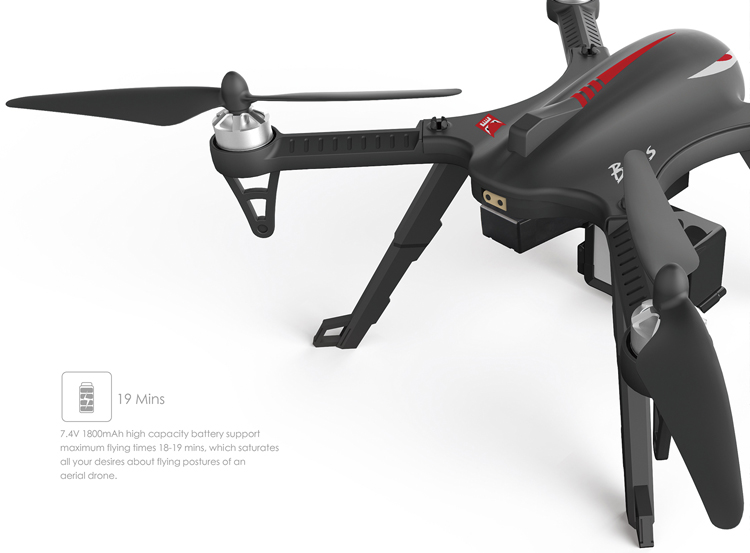 19 Mins
7.4V 1800mAh high capacity battery support
maximum flying times 18-19 mins, which saturates
all your desires about flying postures of an
aerial drone.